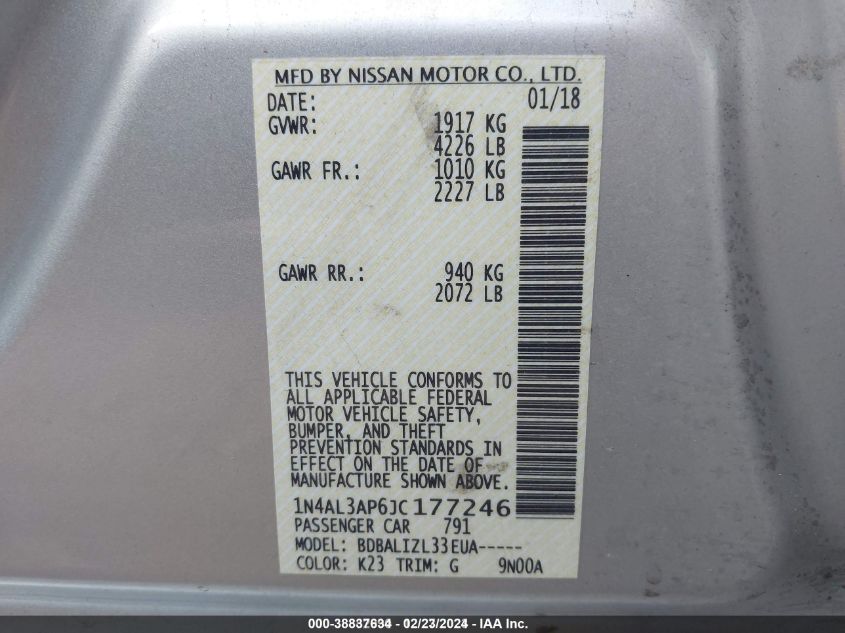 MFD BY NISSAN MOTOR CO., LTD.
DATE: 01/18
GVWR: 1917 KG
4226 LB
GAWR FR.: 1010 KG
2227 LB
GAWR RR.: 940 KG
2072 LB
THIS VEHICLE CONFORMS TO
ALL APPLICABLE FEDERAL
MOTOR VEHICLE SAFETY,
BUMPER, AND THEFT
PREVENTION STANDARDS IN
EFFECT ON THE DATE OF
MANUFACTURE SHOWN ABOVE.
1N4AL3AP6JC177246
PASSENGER CAR 791
MODEL: BDBALIZL33EUA-----
COLOR: K23 TRIM: G 9N00A
000-38837634 - 02/23/2024 - IAA Inc.